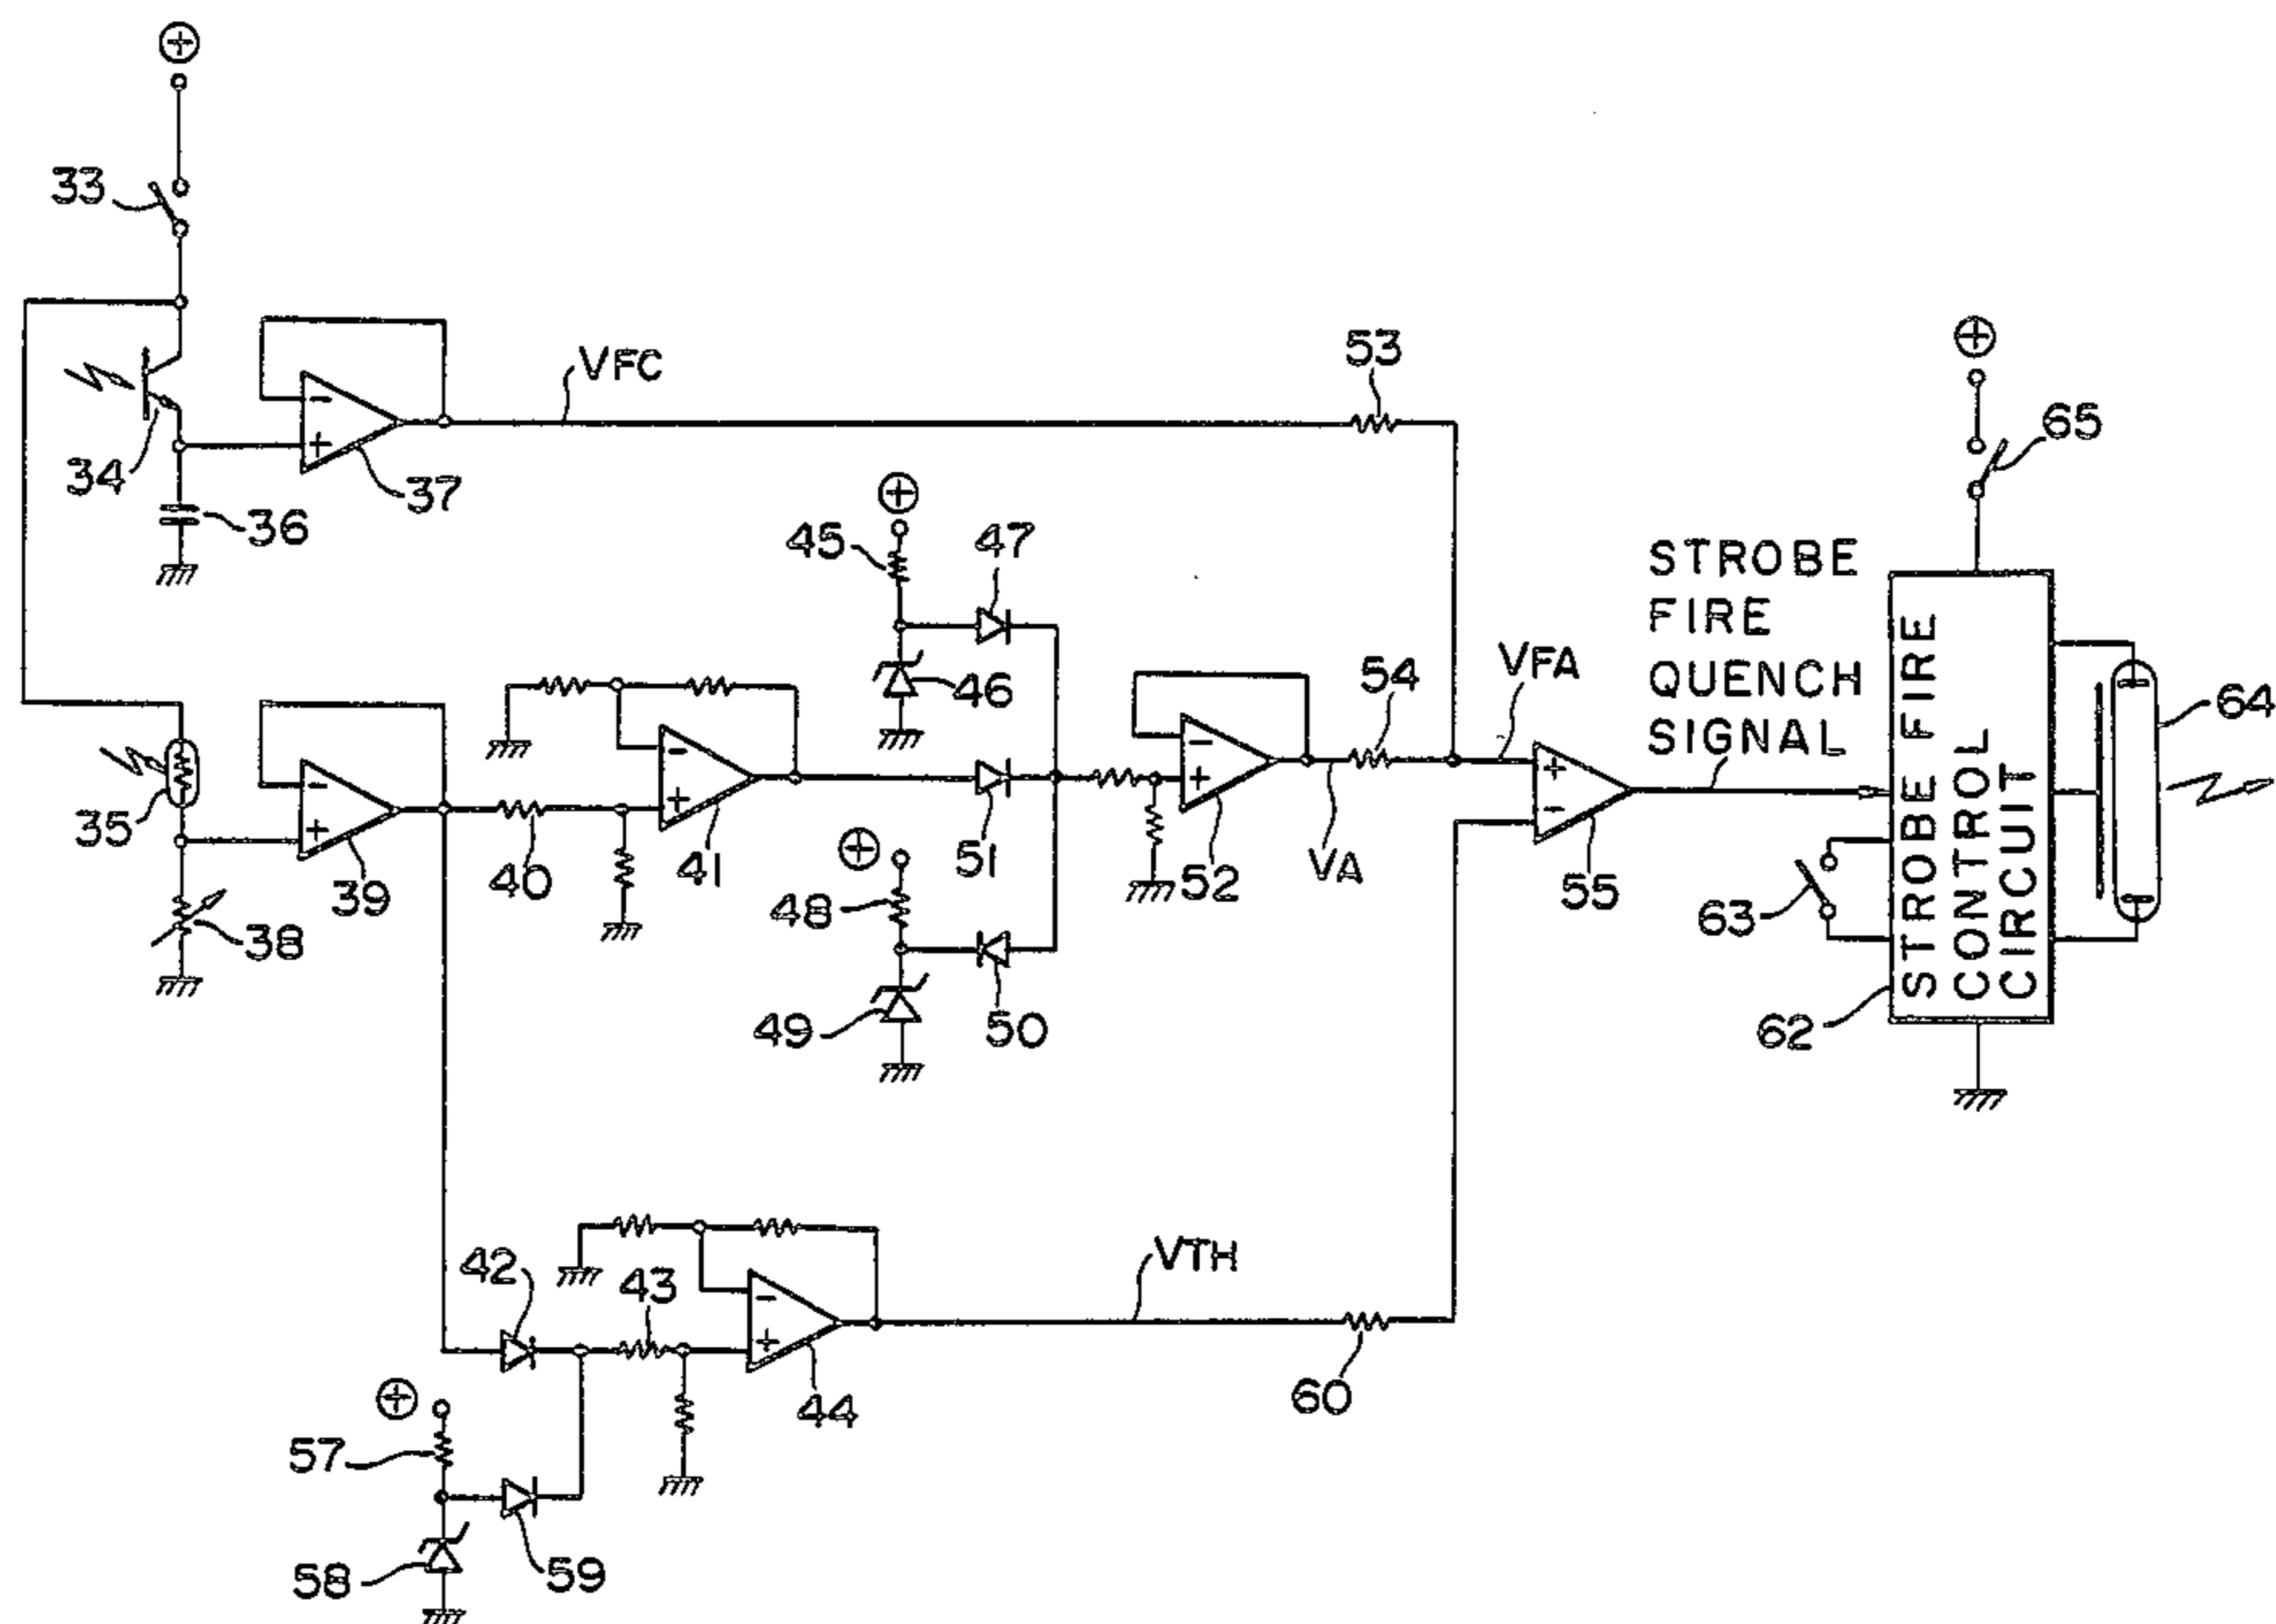 33
34
36
37
VFC
53
35
38
39
40
41
45
46
47
48
49
50
51
52
VA
54
VFA
55
STROBE
FIRE
QUENCH
SIGNAL
65
64
63
62
STROBE FIRE
CONTROL
CIRCUIT
42
43
44
VTH
60
57
58
59